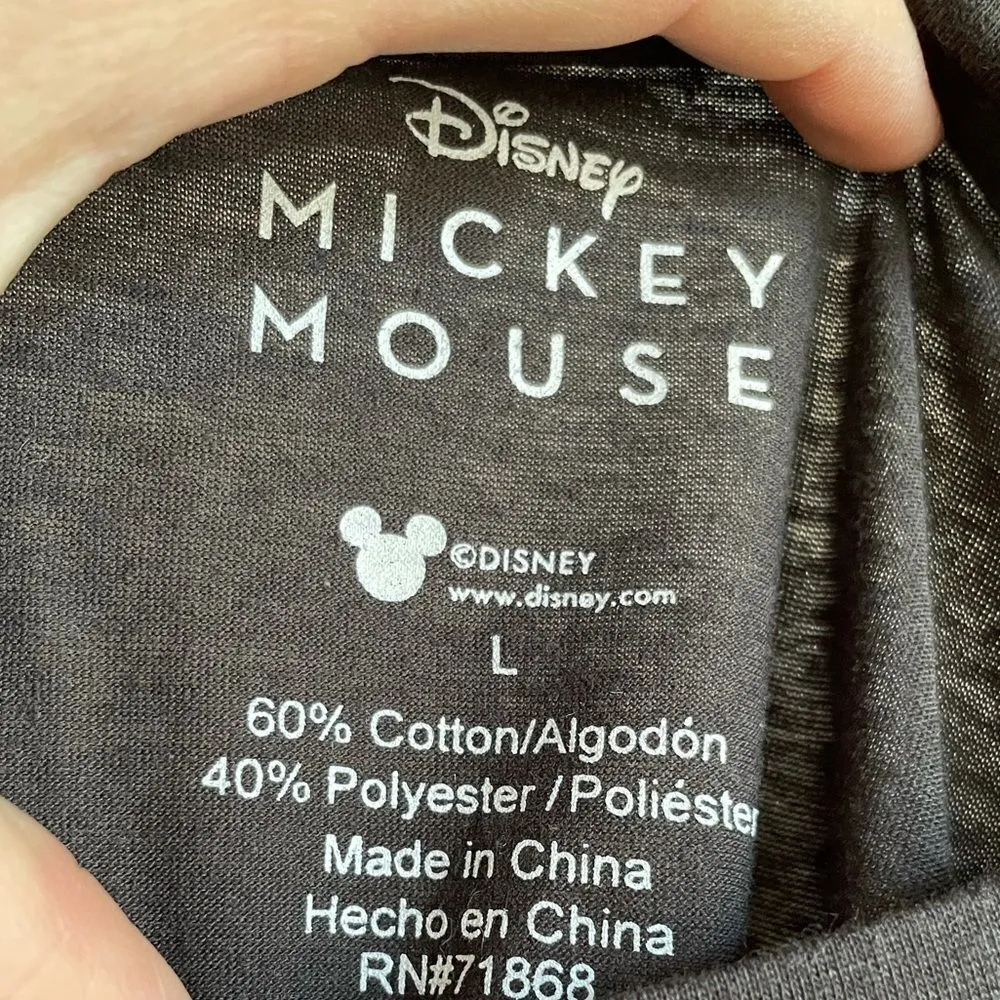 Disney
MICKEY
MOUSE
©DISNEY
www.disney.com
L
60% Cotton/Algodón
40% Polyester / Poliéster
Made in China
Hecho en China
RN#71868